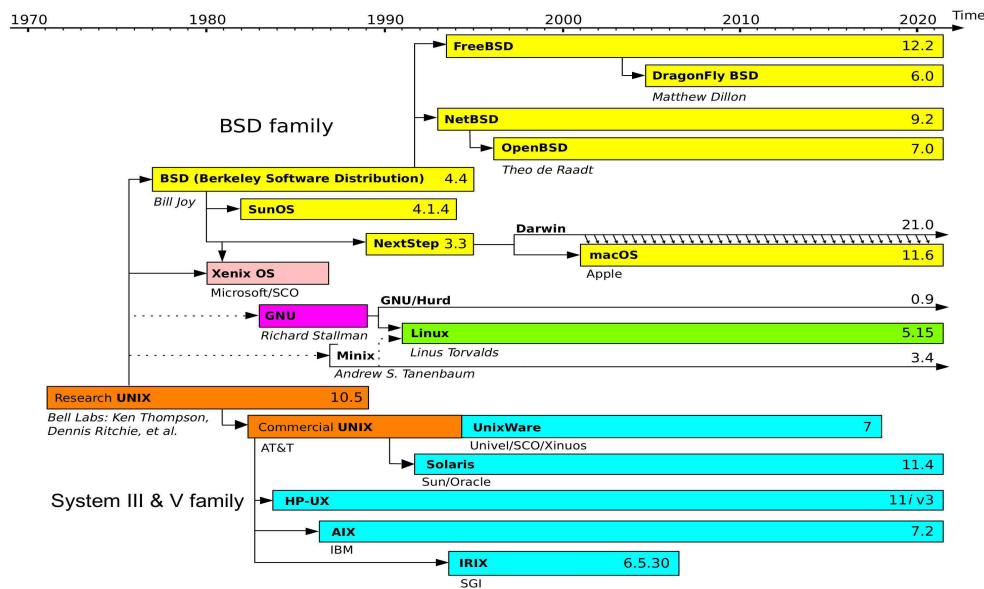 1970 1980 1990 2000 2010 2020 Time
FreeBSD 12.2
DragonFly BSD 6.0
Matthew Dillon
BSD family
NetBSD 9.2
OpenBSD 7.0
Theo de Raadt
BSD (Berkeley Software Distribution) 4.4
Bill Joy
SunOS 4.1.4
Darwin 21.0
NextStep 3.3
macOS 11.6
Apple
Xenix OS
Microsoft/SCO
GNU/Hurd 0.9
GNU
Richard Stallman
Linux 5.15
Linus Torvalds
Minix 3.4
Andrew S. Tanenbaum
Research UNIX 10.5
Bell Labs: Ken Thompson,
Dennis Ritchie, et al.
Commercial UNIX
AT&T
UnixWare 7
Univel/SCO/Xinuos
Solaris 11.4
Sun/Oracle
System III & V family
HP-UX 11i v3
AIX 7.2
IBM
IRIX 6.5.30
SGI